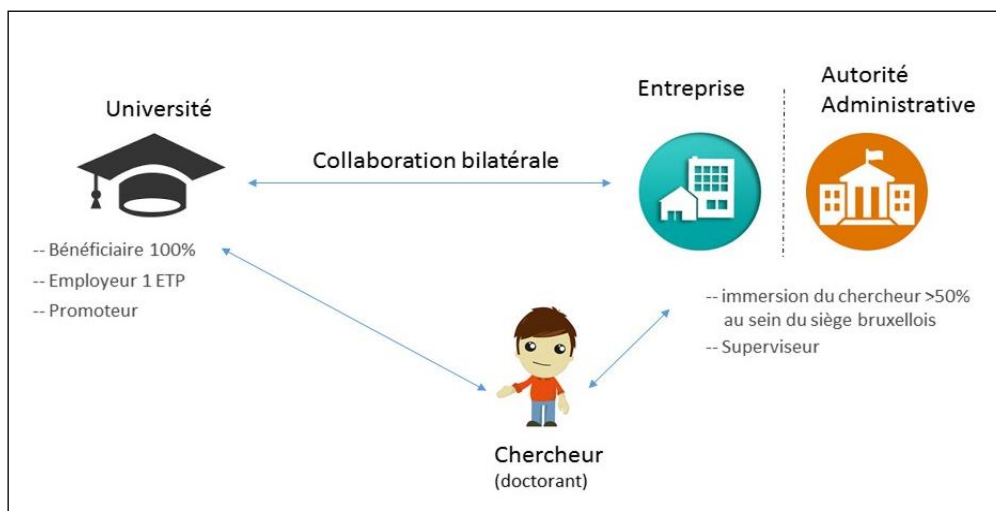 Université
Collaboration bilatérale
Entreprise
Autorité
Administrative
-- Bénéficiaire 100%
-- Employeur 1 ETP
-- Promoteur
-- immersion du chercheur >50%
au sein du siège bruxellois
-- Superviseur
Chercheur
(doctorant)